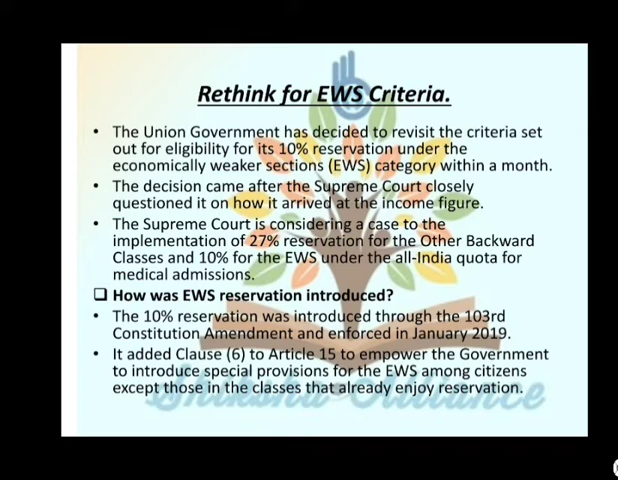 Rethink for EWS Criteria.
• The Union Government has decided to revisit the criteria set
out for eligibility for its 10% reservation under the
economically weaker sections (EWS) category within a month.
• The decision came after the Supreme Court closely
questioned it on how it arrived at the income figure.
• The Supreme Court is considering a case to the
implementation of 27% reservation for the Other Backward
Classes and 10% for the EWS under the all-India quota for
medical admissions.
❑ How was EWS reservation introduced?
• The 10% reservation was introduced through the 103rd
Constitution Amendment and enforced in January 2019.
• It added Clause (6) to Article 15 to empower the Government
to introduce special provisions for the EWS among citizens
except those in the classes that already enjoy reservation.